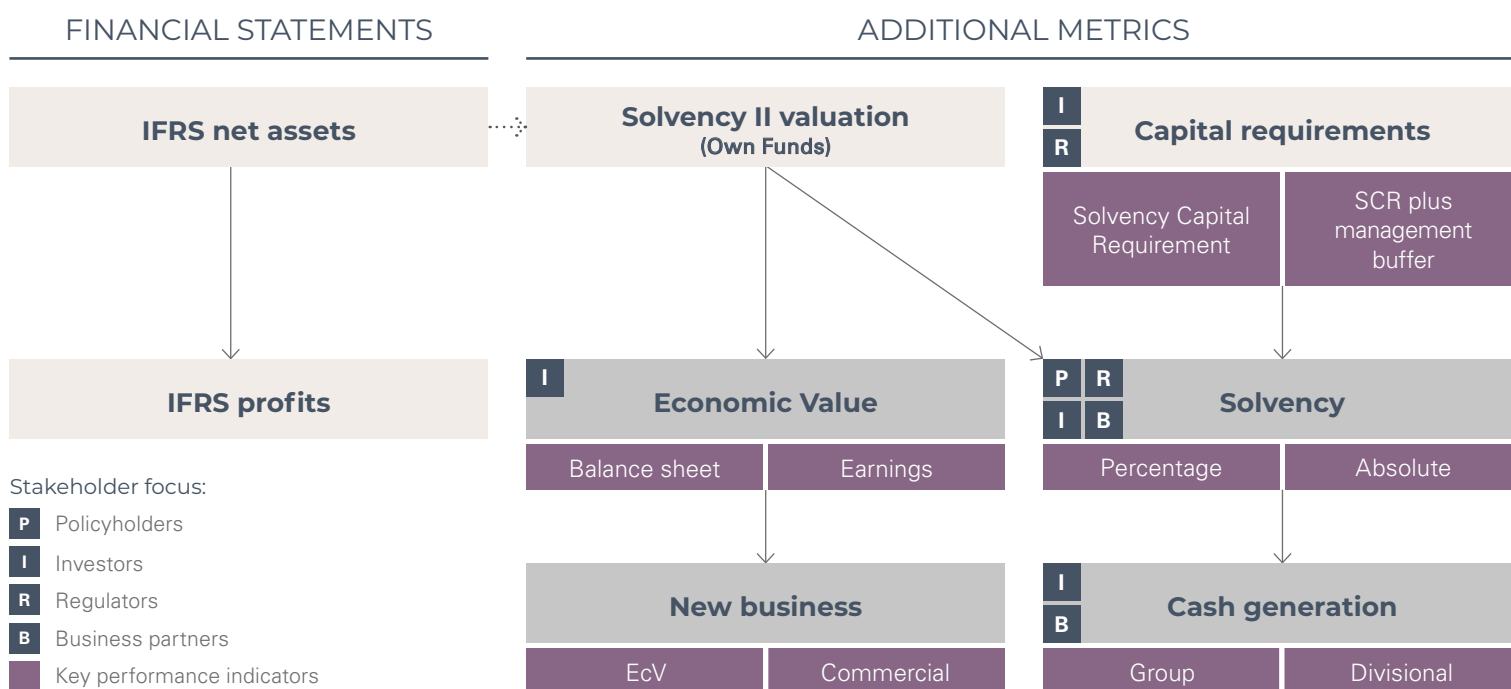 FINANCIAL STATEMENTS
ADDITIONAL METRICS
IFRS net assets
Solvency II valuation
(Own Funds)
I
R
Capital requirements
Solvency Capital
Requirement
SCR plus
management
buffer
IFRS profits
I
Economic Value
P R
I B
Solvency
Balance sheet
Earnings
Percentage
Absolute
Stakeholder focus:
P Policyholders
I Investors
R Regulators
B Business partners
Key performance indicators
New business
I
B
Cash generation
EcV
Commercial
Group
Divisional